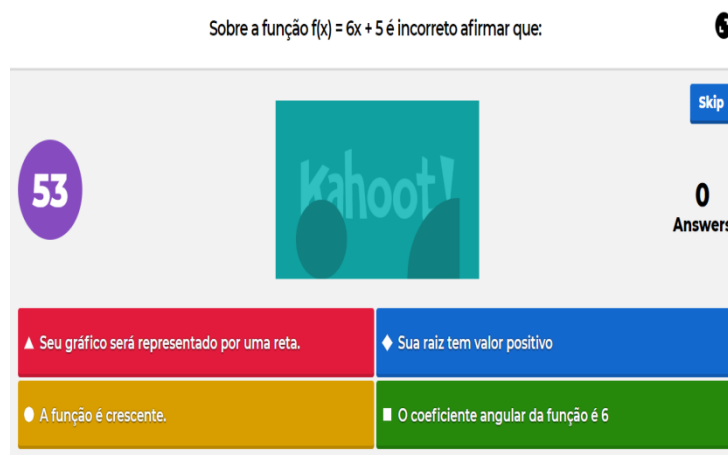 Sobre a função f(x) = 6x + 5 é incorreto afirmar que:
Skip
53
Kahoot!
0
Answers
Seu gráfico será representado por uma reta.
Sua raiz tem valor positivo
A função é crescente.
O coeficiente angular da função é 6